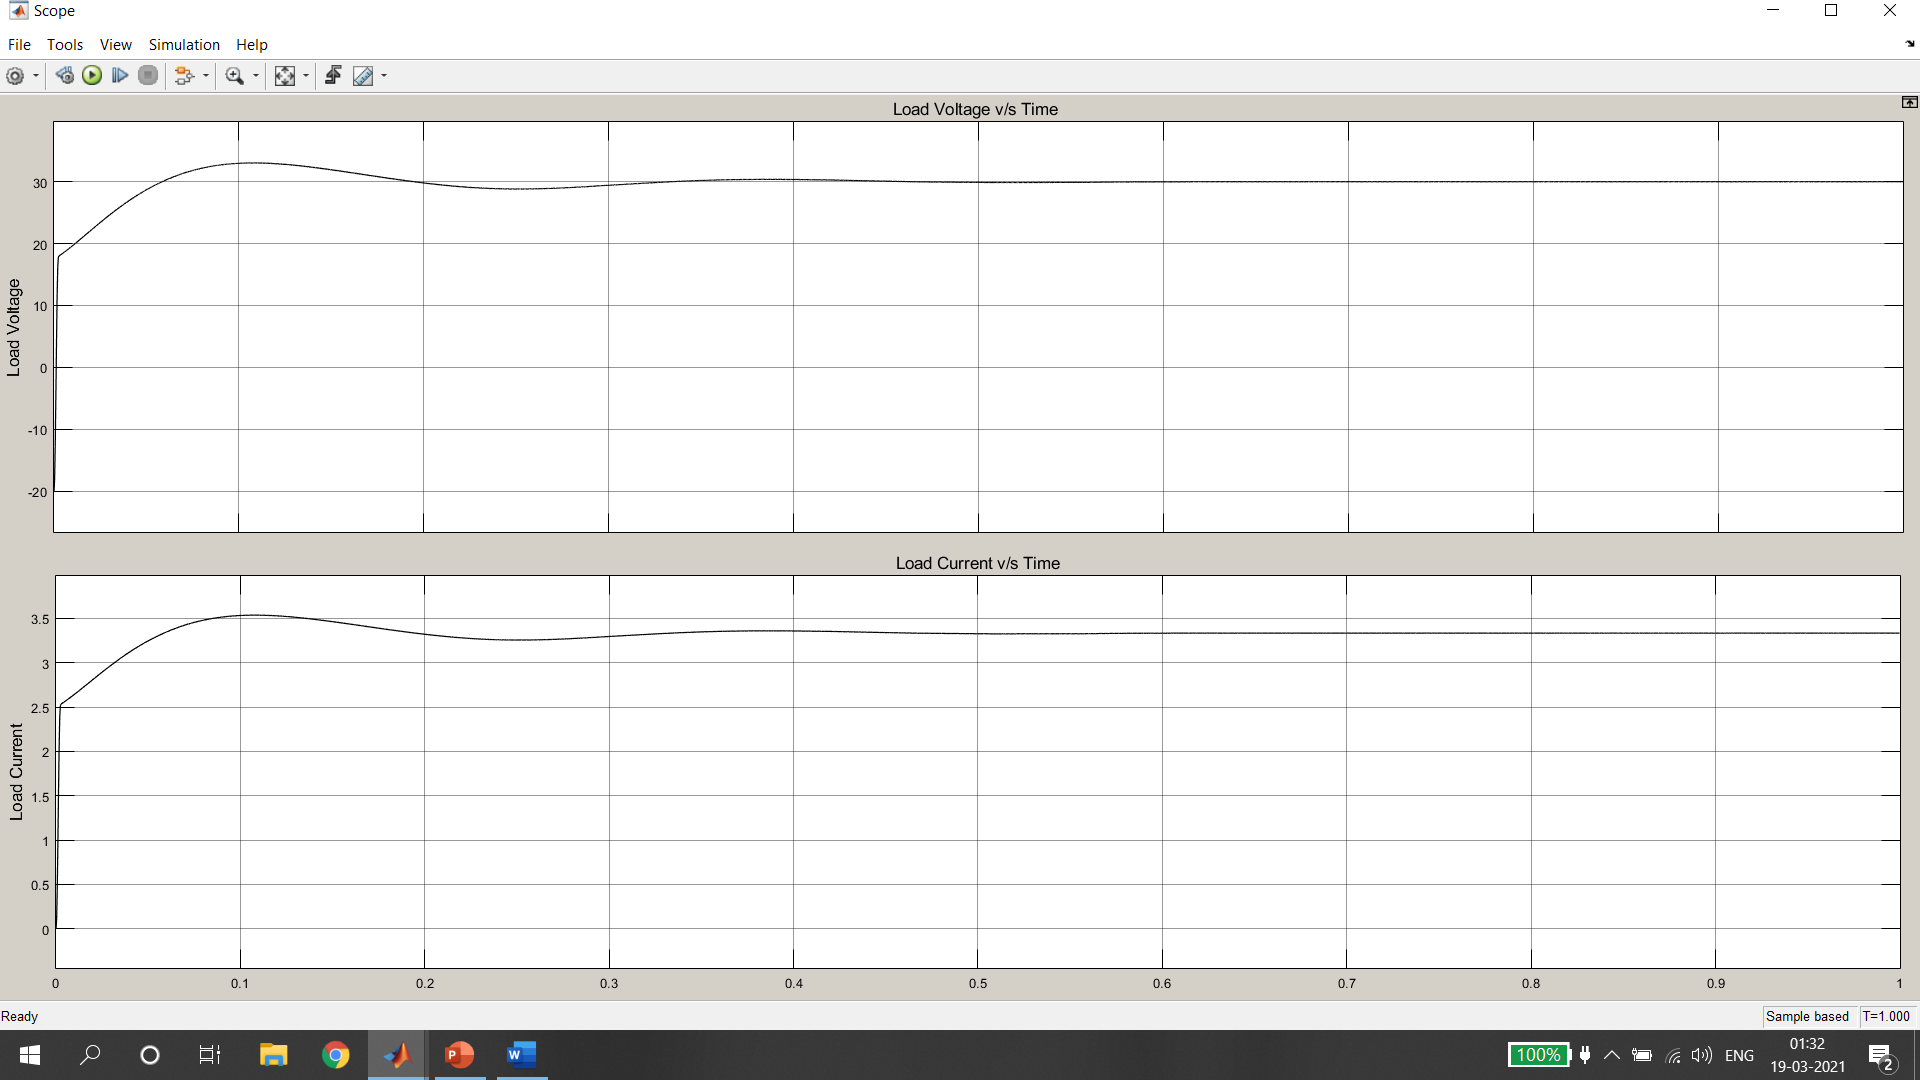 Scope
File Tools View Simulation Help
Load Voltage v/s Time
Load Voltage
30
20
10
0
-10
-20
Load Current v/s Time
Load Current
3.5
3
2.5
2
1.5
1
0.5
0
0 0.1 0.2 0.3 0.4 0.5 0.6 0.7 0.8 0.9 1
Ready
Sample based T=1.000
P
W
100%
ENG
01:32
19-03-2021
2